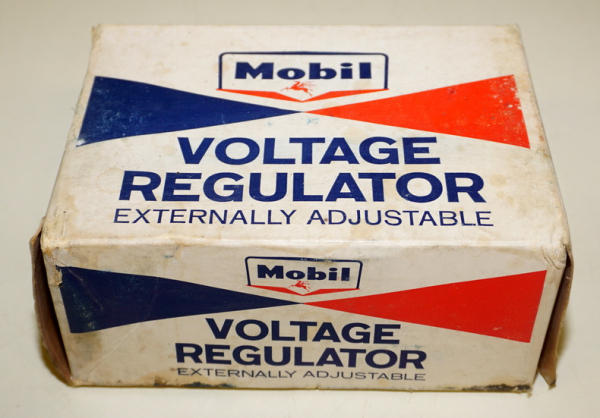 Mobil
VOLTAGE
REGULATOR
EXTERNALLY ADJUSTABLE
Mobil
VOLTAGE
REGULATOR
EXTERNALLY ADJUSTABLE